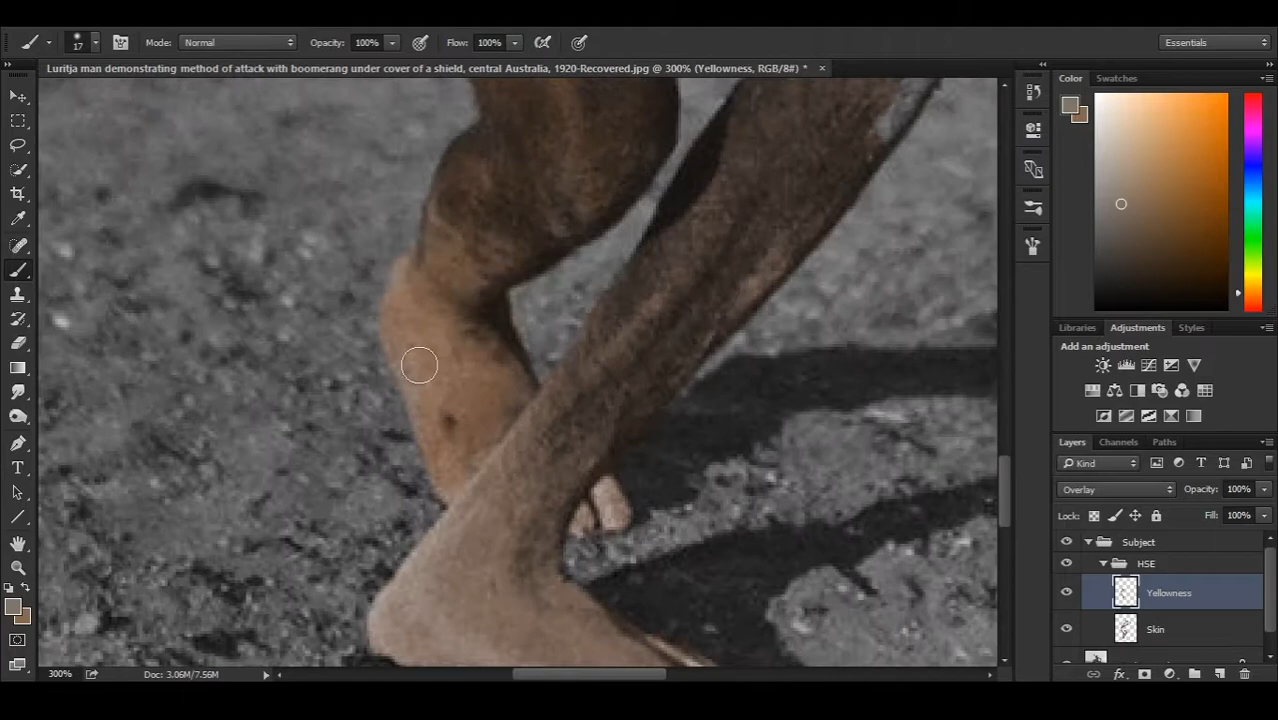 17 Mode: Normal Opacity: 100% Flow: 100% Essentials
Luritja man demonstrating method of attack with boomerang under cover of a shield, central Australia, 1920-Recovered.jpg @ 300% (Yellowness, RGB/8#) * ×
Color Swatches
Libraries Adjustments Styles
Add an adjustment
Layers Channels Paths
Kind
Overlay Opacity: 100%
Lock: Fill: 100%
Subject
HSE
Yellowness
Skin
300% Doc: 3.06M/7.56M